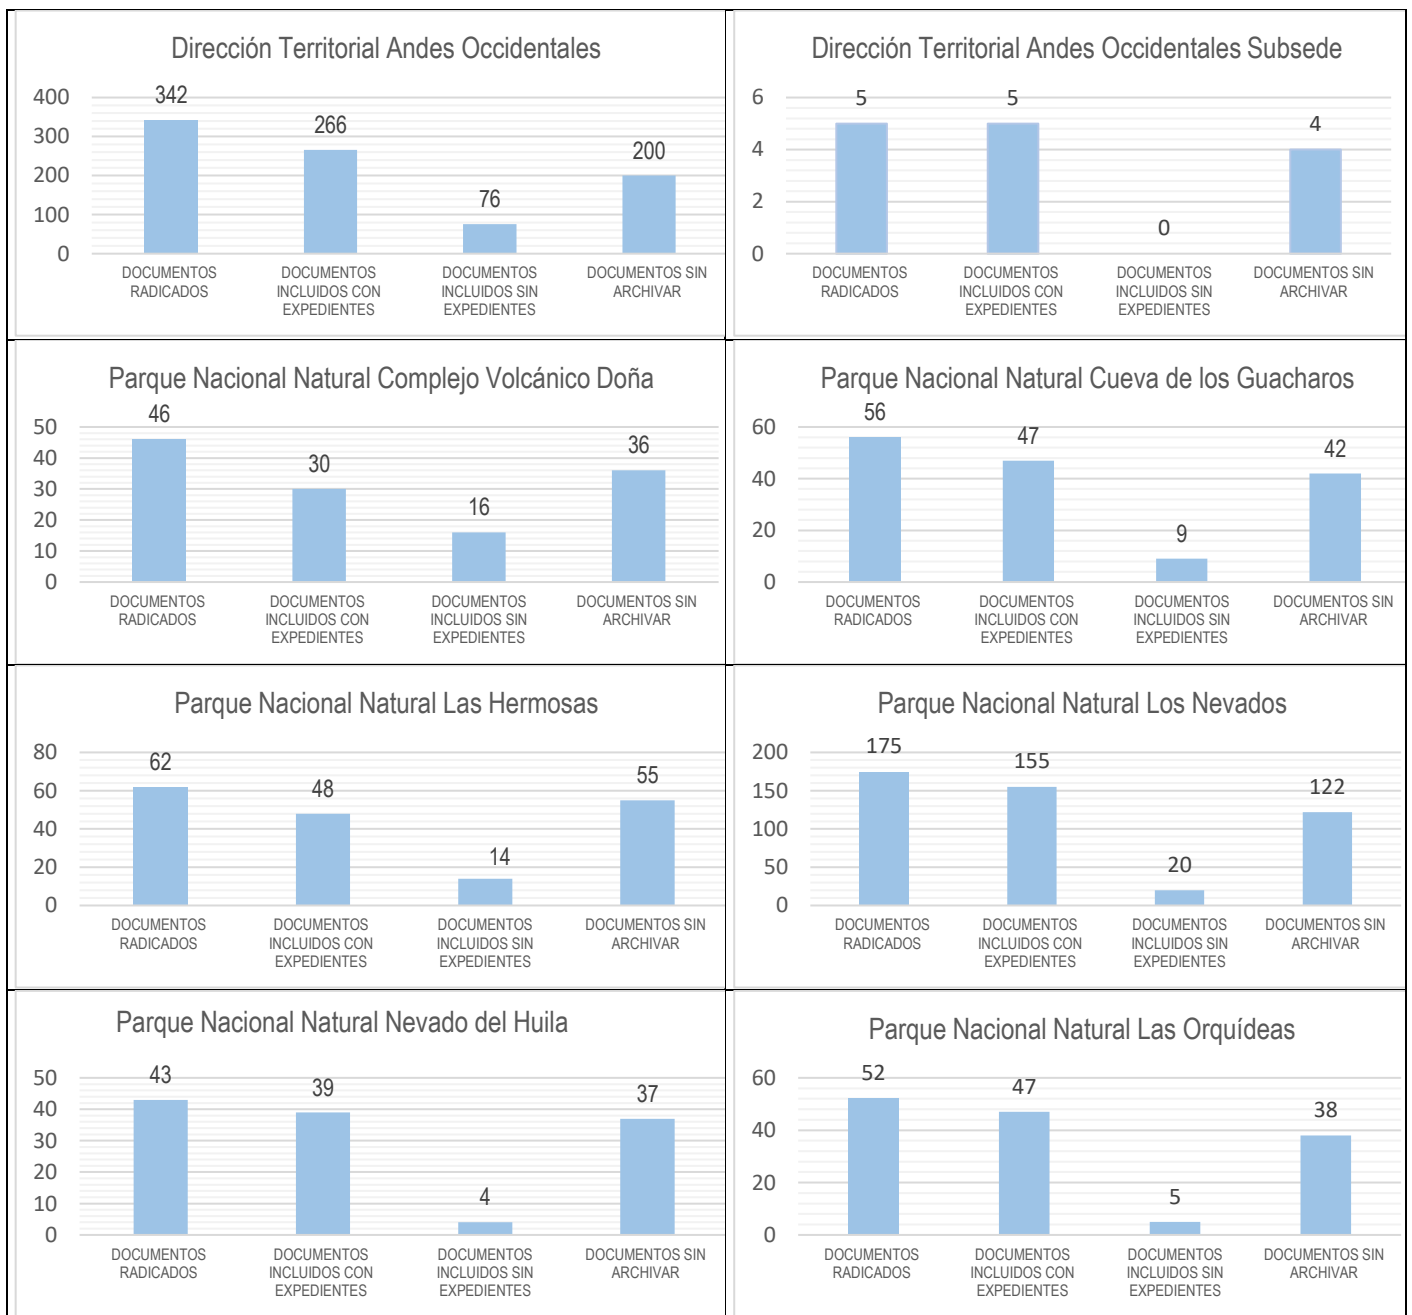 Dirección Territorial Andes Occidentales
400
300
200
100
0
342
266
76
200
DOCUMENTOS
RADICADOS
DOCUMENTOS
INCLUIDOS CON
EXPEDIENTES
DOCUMENTOS
INCLUIDOS SIN
EXPEDIENTES
DOCUMENTOS SIN
ARCHIVAR
Dirección Territorial Andes Occidentales Subsede
6
4
2
0
5
5
0
4
DOCUMENTOS
RADICADOS
DOCUMENTOS
INCLUIDOS CON
EXPEDIENTES
DOCUMENTOS
INCLUIDOS SIN
EXPEDIENTES
DOCUMENTOS SIN
ARCHIVAR
Parque Nacional Natural Complejo Volcánico Doña
50
40
30
20
10
0
46
30
16
36
DOCUMENTOS
RADICADOS
DOCUMENTOS
INCLUIDOS CON
EXPEDIENTES
DOCUMENTOS
INCLUIDOS SIN
EXPEDIENTES
DOCUMENTOS SIN
ARCHIVAR
Parque Nacional Natural Cueva de los Guacharos
60
40
20
0
56
47
9
42
DOCUMENTOS
RADICADOS
DOCUMENTOS
INCLUIDOS CON
EXPEDIENTES
DOCUMENTOS
INCLUIDOS SIN
EXPEDIENTES
DOCUMENTOS SIN
ARCHIVAR
Parque Nacional Natural Las Hermosas
80
60
40
20
0
62
48
14
55
DOCUMENTOS
RADICADOS
DOCUMENTOS
INCLUIDOS CON
EXPEDIENTES
DOCUMENTOS
INCLUIDOS SIN
EXPEDIENTES
DOCUMENTOS SIN
ARCHIVAR
Parque Nacional Natural Los Nevados
200
150
100
50
0
175
155
20
122
DOCUMENTOS
RADICADOS
DOCUMENTOS
INCLUIDOS CON
EXPEDIENTES
DOCUMENTOS
INCLUIDOS SIN
EXPEDIENTES
DOCUMENTOS SIN
ARCHIVAR
Parque Nacional Natural Nevado del Huila
50
40
30
20
10
0
43
39
4
37
DOCUMENTOS
RADICADOS
DOCUMENTOS
INCLUIDOS CON
EXPEDIENTES
DOCUMENTOS
INCLUIDOS SIN
EXPEDIENTES
DOCUMENTOS SIN
ARCHIVAR
Parque Nacional Natural Las Orquídeas
60
40
20
0
52
47
5
38
DOCUMENTOS
RADICADOS
DOCUMENTOS
INCLUIDOS CON
EXPEDIENTES
DOCUMENTOS
INCLUIDOS SIN
EXPEDIENTES
DOCUMENTOS SIN
ARCHIVAR